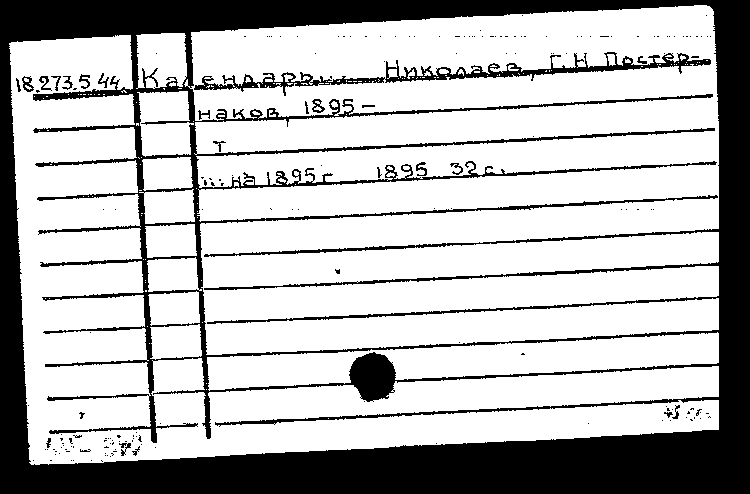 18.273.5.44. Календарь... Николаев, Г.Н. Постер-
наков, 1895 -
т
... на 1895 г. 1895 32 с.